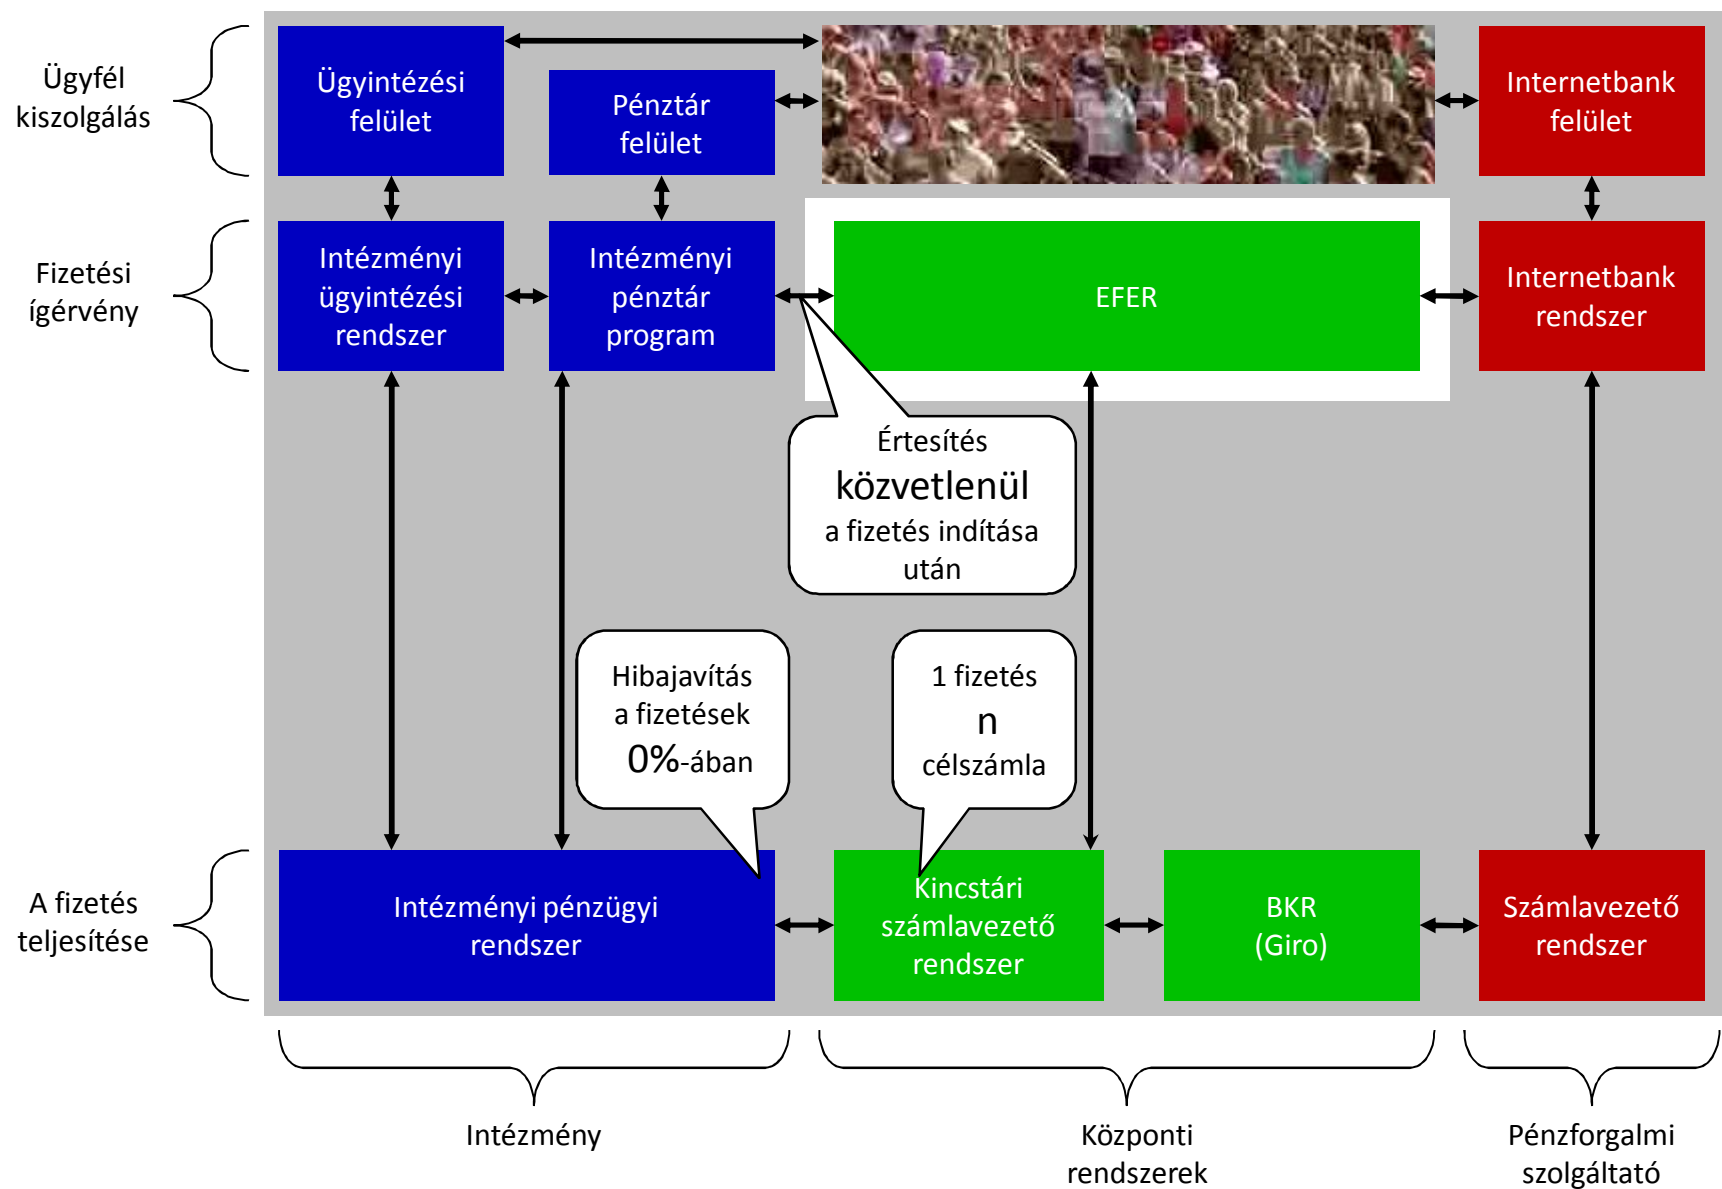 Ügyfél
kiszolgálás
Ügyintézési
felület
Pénztár
felület
Internetbank
felület
Fizetési
ígérvény
Intézményi
ügyintézési
rendszer
Intézményi
pénztár
program
EFER
Internetbank
rendszer
Értesítés
közvetlenül
a fizetés indítása
után
Hibajavítás
a fizetések
0%-ában
1 fizetés
n
célszámla
A fizetés
teljesítése
Intézményi pénzügyi
rendszer
Kincstári
számlavezető
rendszer
BKR
(Giro)
Számlavezető
rendszer
Intézmény
Központi
rendszerek
Pénzforgalmi
szolgáltató